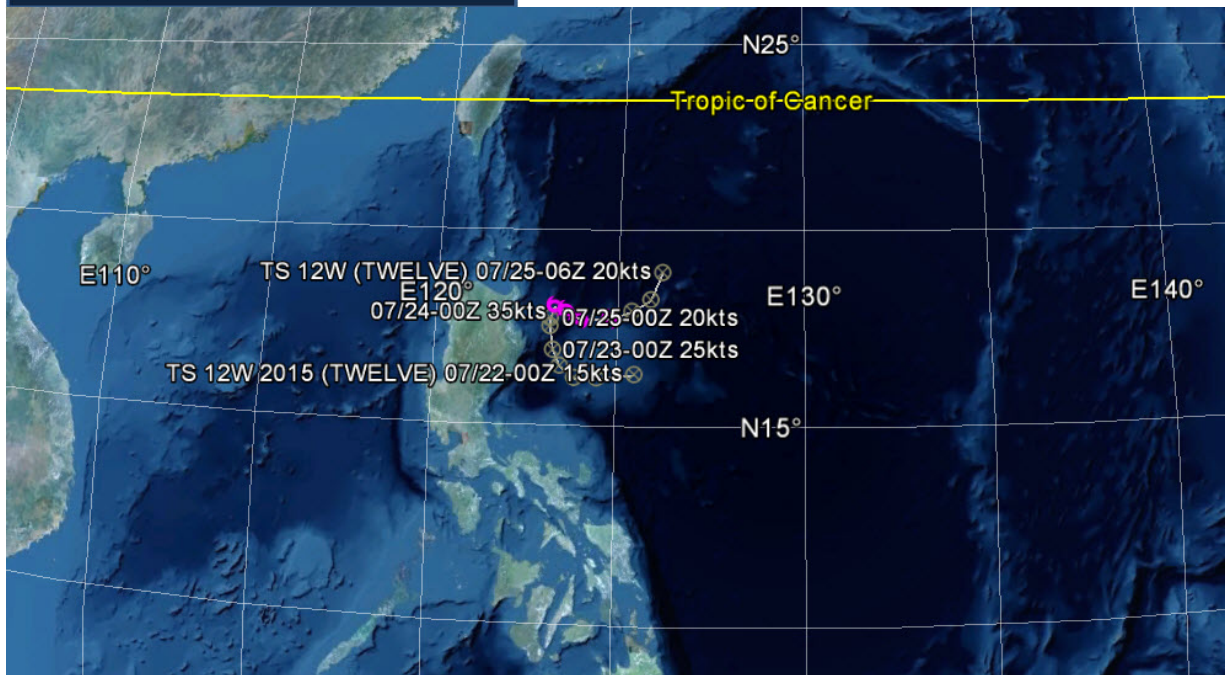 N25°
Tropic of Cancer
TS 12W (TWELVE) 07/25-06Z 20kts
E110°
E120°
E130°
E140°
07/24-00Z 35kts
07/25-00Z 20kts
07/23-00Z 25kts
TS 12W 2015 (TWELVE) 07/22-00Z 15kts
N15°